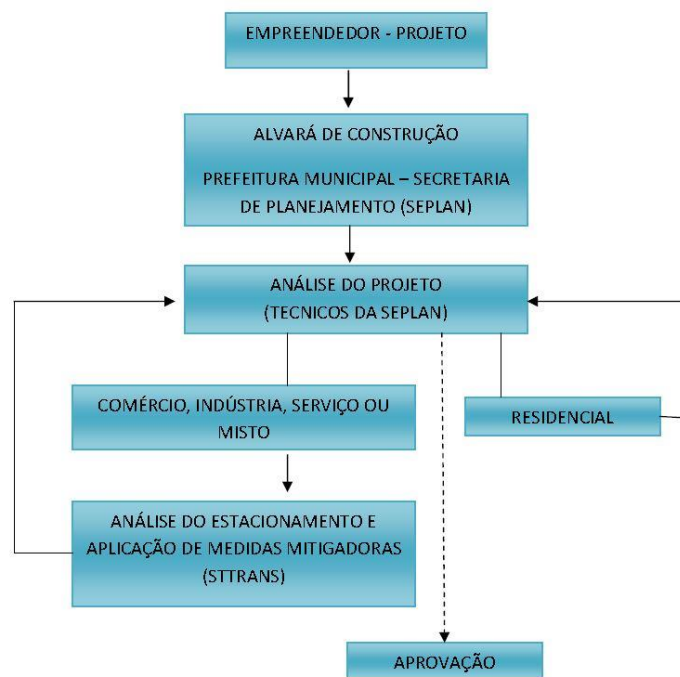 EMPREENDEDOR - PROJETO
ALVARÁ DE CONSTRUÇÃO
PREFEITURA MUNICIPAL – SECRETARIA
DE PLANEJAMENTO (SEPLAN)
ANÁLISE DO PROJETO
(TECNICOS DA SEPLAN)
COMÉRCIO, INDÚSTRIA, SERVIÇO OU
MISTO
RESIDENCIAL
ANÁLISE DO ESTACIONAMENTO E
APLICAÇÃO DE MEDIDAS MITIGADORAS
(STTRANS)
APROVAÇÃO